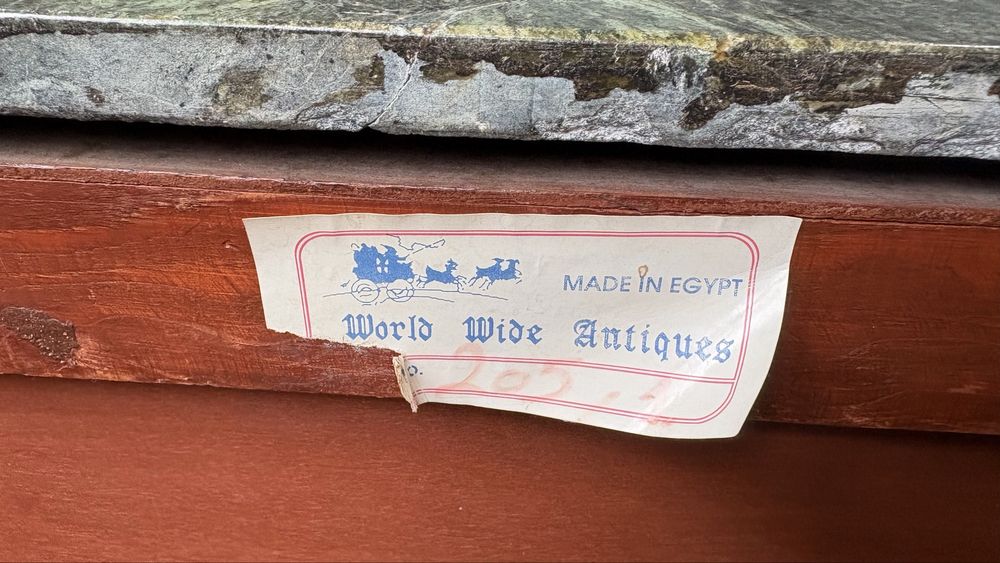 MADE IN EGYPT
World Wide Antiques
o.